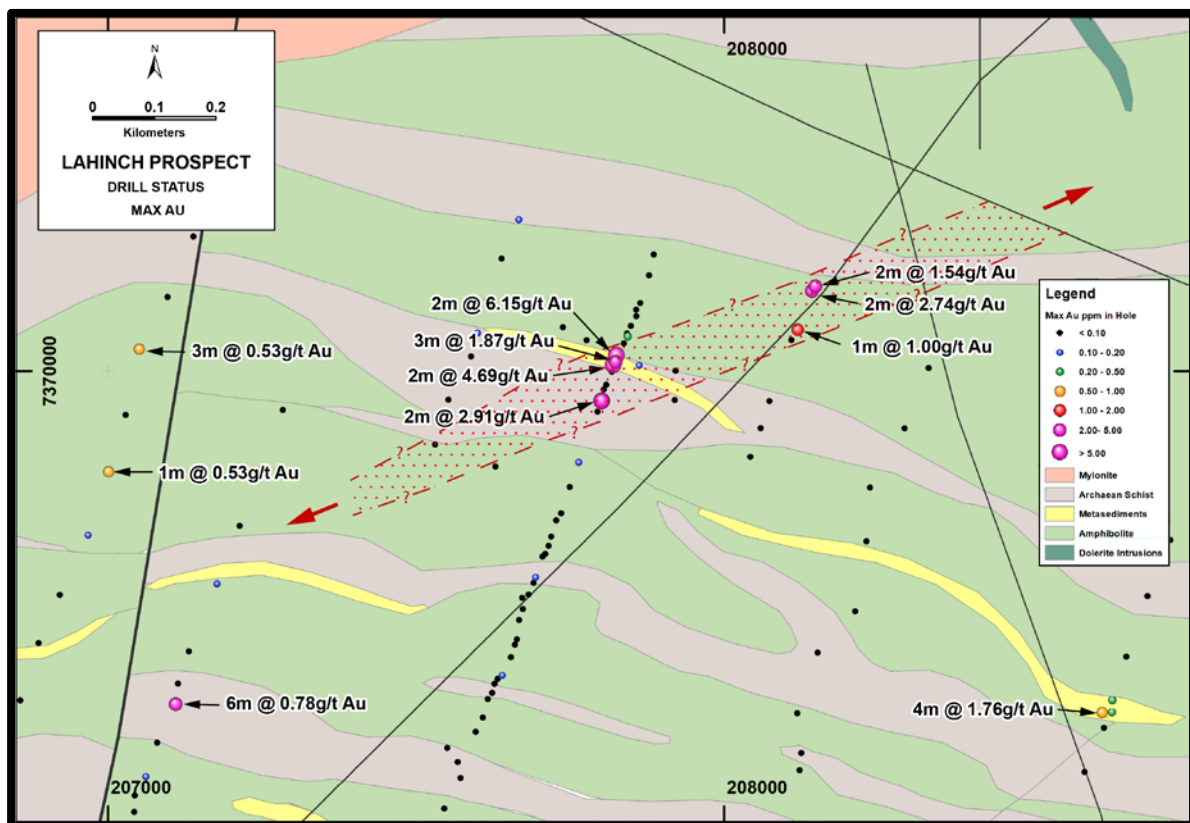 N
0 0.1 0.2
Kilometers
LAHINCH PROSPECT
DRILL STATUS
MAX AU
208000
7370000
2m @ 1.54g/t Au
2m @ 2.74g/t Au
1m @ 1.00g/t Au
2m @ 6.15g/t Au
3m @ 1.87g/t Au
2m @ 4.69g/t Au
2m @ 2.91g/t Au
3m @ 0.53g/t Au
1m @ 0.53g/t Au
6m @ 0.78g/t Au
4m @ 1.76g/t Au
?
?
?
?
?
?
?
?
Legend
Max Au ppm in Hole
< 0.10
0.10 - 0.20
0.20 - 0.50
0.50 - 1.00
1.00 - 2.00
2.00- 5.00
> 5.00
Mylonite
Archaean Schist
Metasediments
Amphibolite
Dolerite Intrusions
207000
208000